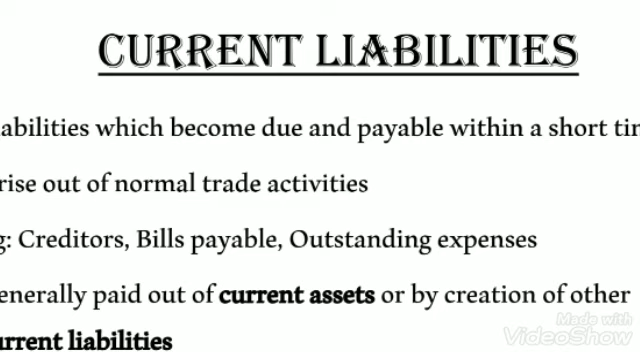 CURRENT LIABILITIES
abilities which become due and payable within a short tim
rise out of normal trade activities
g: Creditors, Bills payable, Outstanding expenses
enerally paid out of current assets or by creation of other
urrent liabilities
Made with
VideoShow